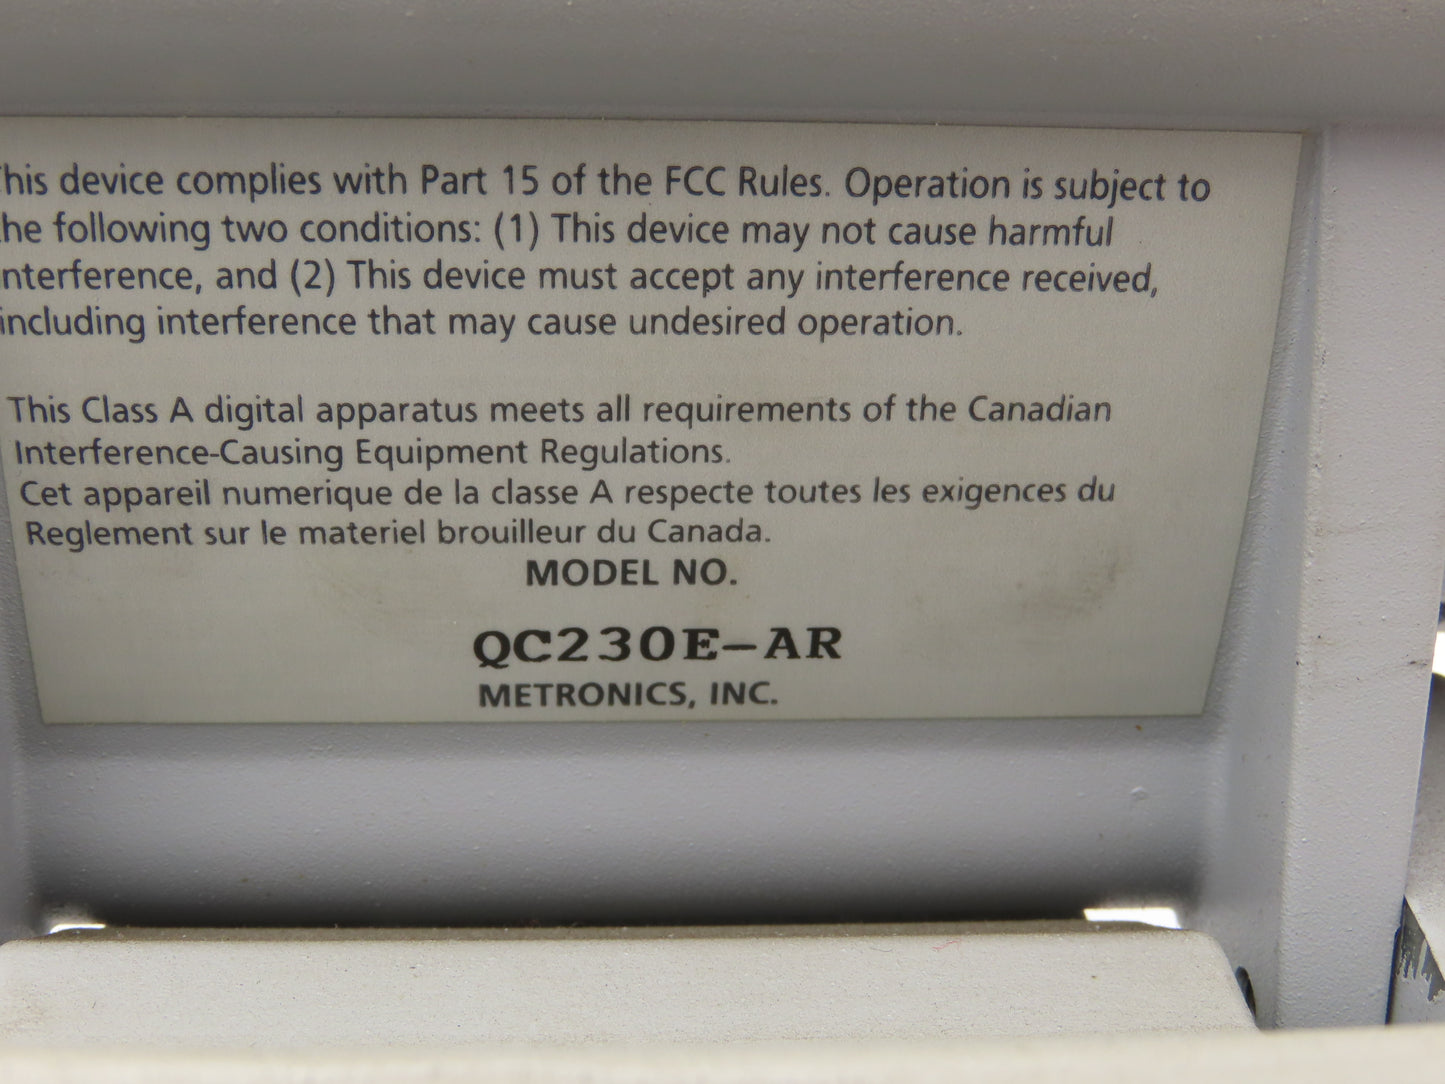 his device complies with Part 15 of the FCC Rules. Operation is subject to
he following two conditions: (1) This device may not cause harmful
nterference, and (2) This device must accept any interference received,
including interference that may cause undesired operation.
This Class A digital apparatus meets all requirements of the Canadian
Interference-Causing Equipment Regulations.
Cet appareil numerique de la classe A respecte toutes les exigences du
Reglement sur le materiel brouilleur du Canada.
MODEL NO.
QC230E-AR
METRONICS, INC.